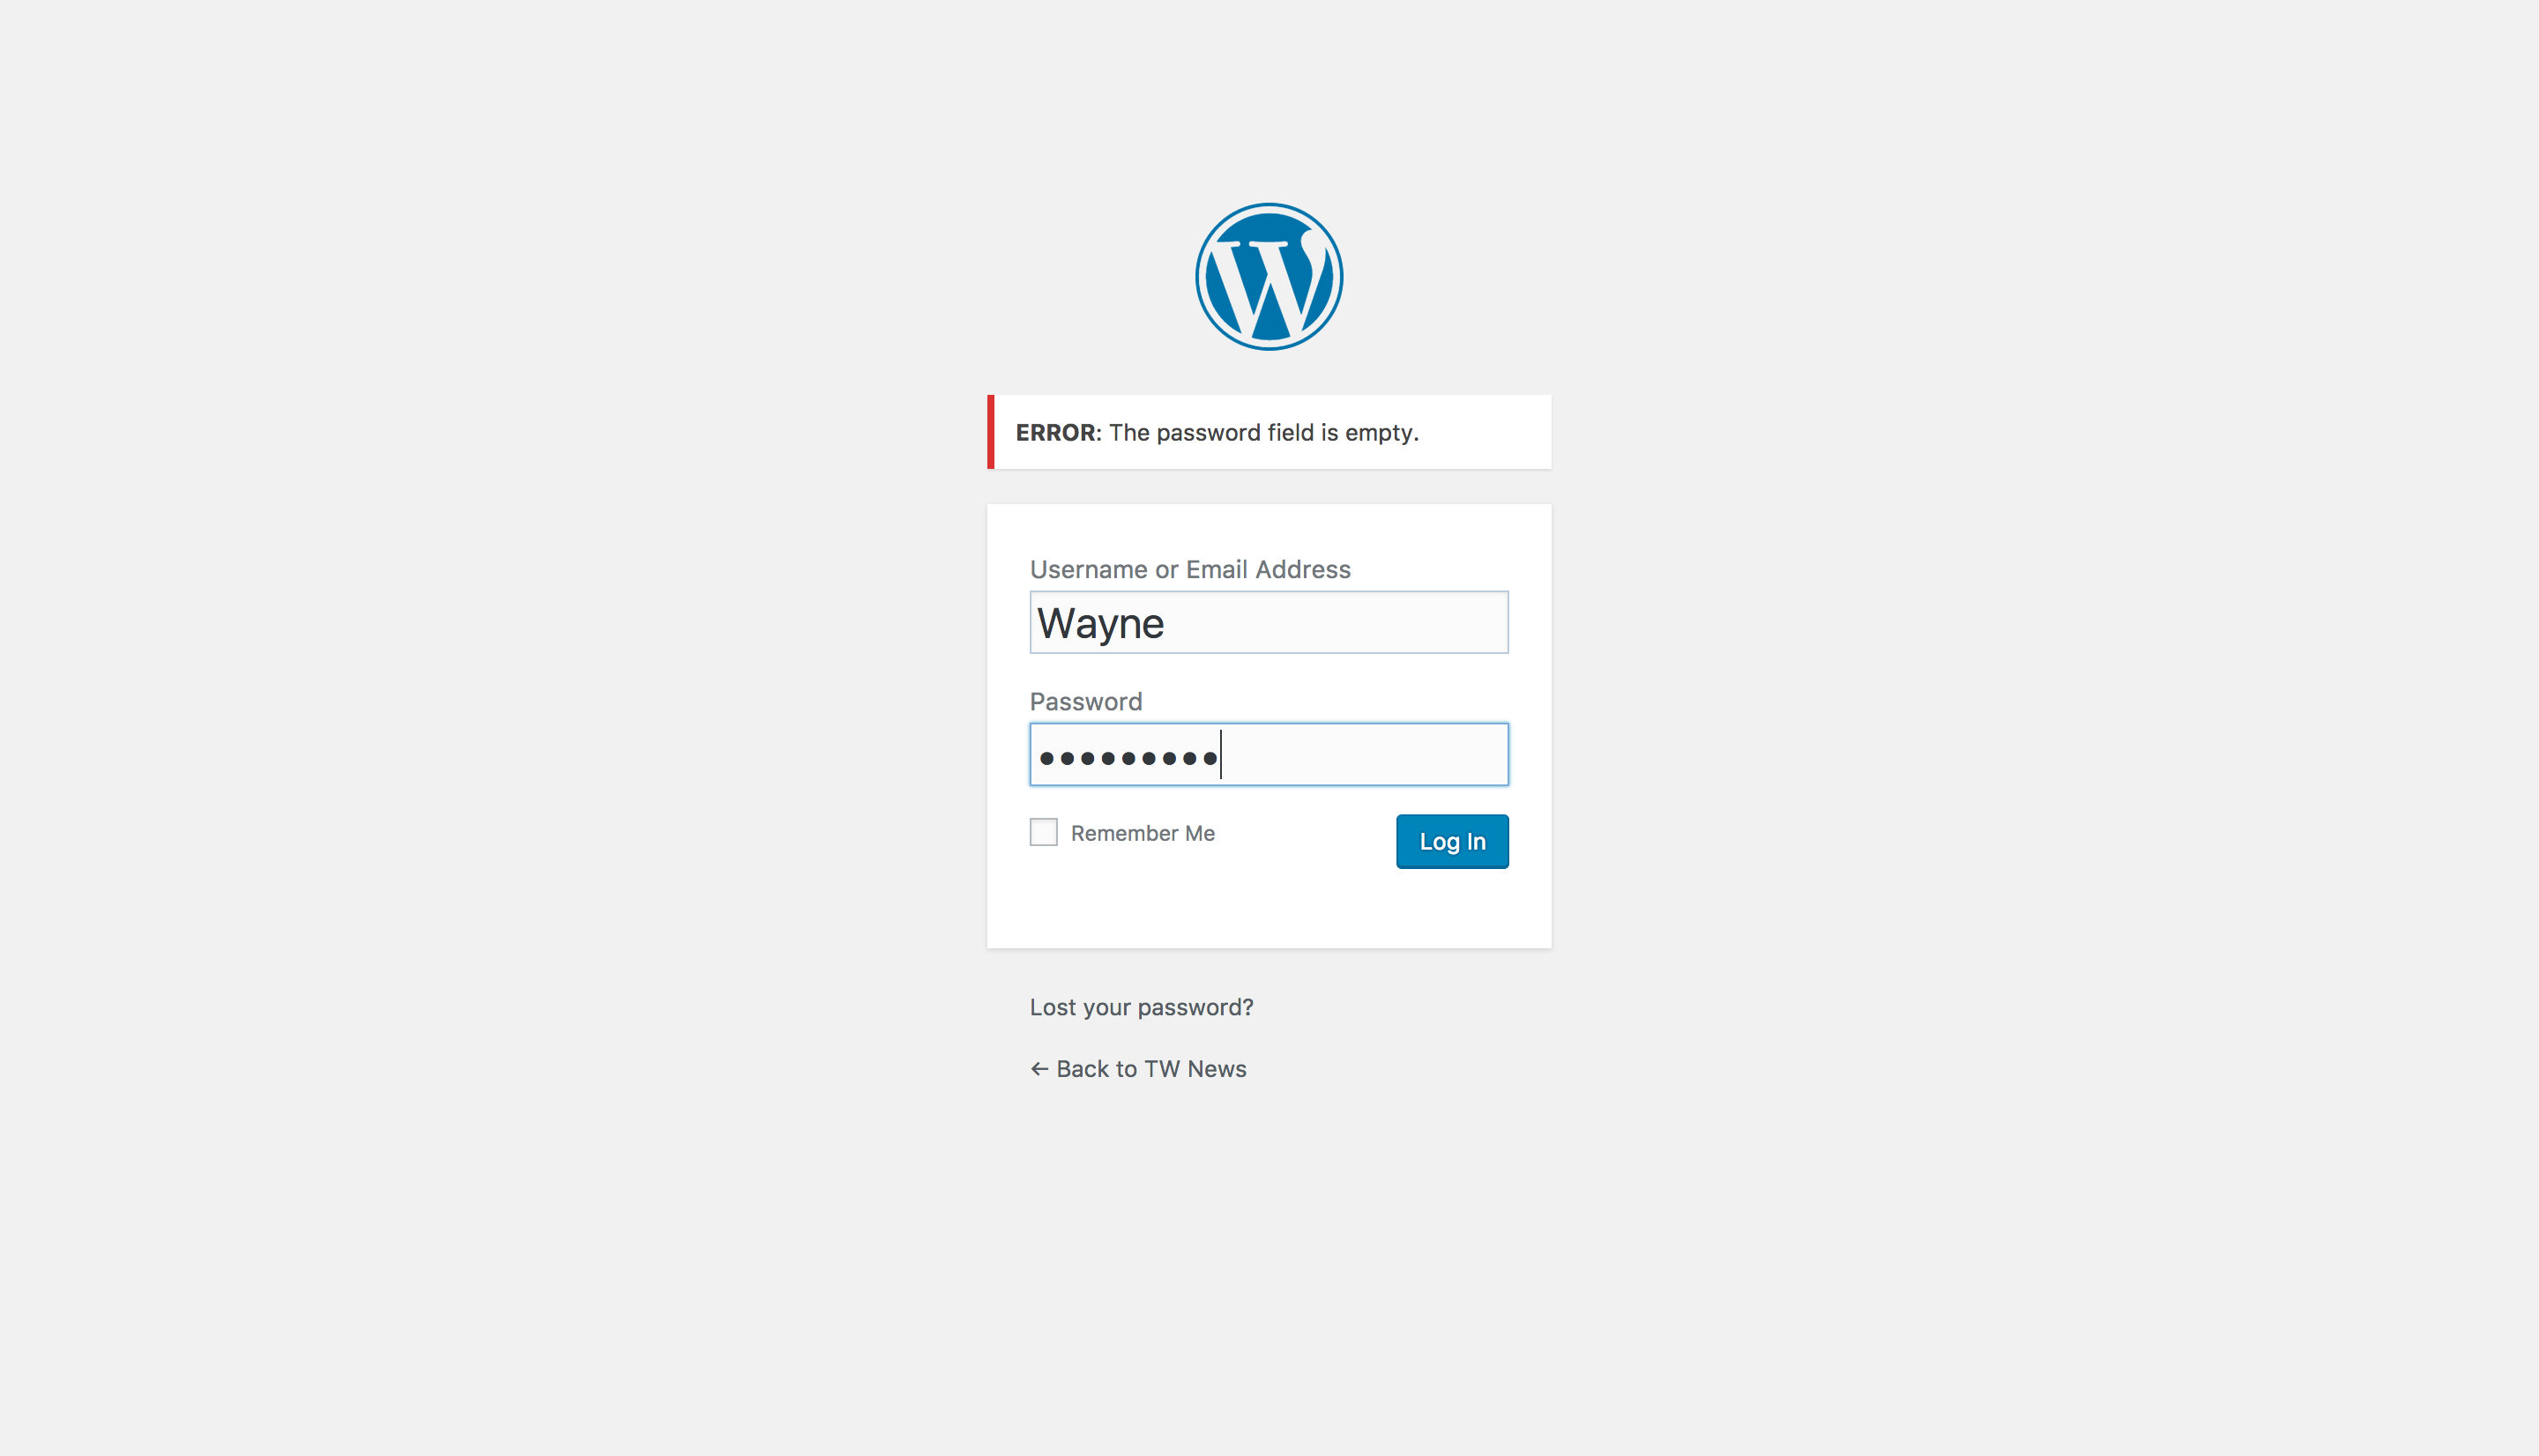 ERROR: The password field is empty.
Username or Email Address
Wayne
Password
•••••••••
Remember Me
Log In
Lost your password?
← Back to TW News